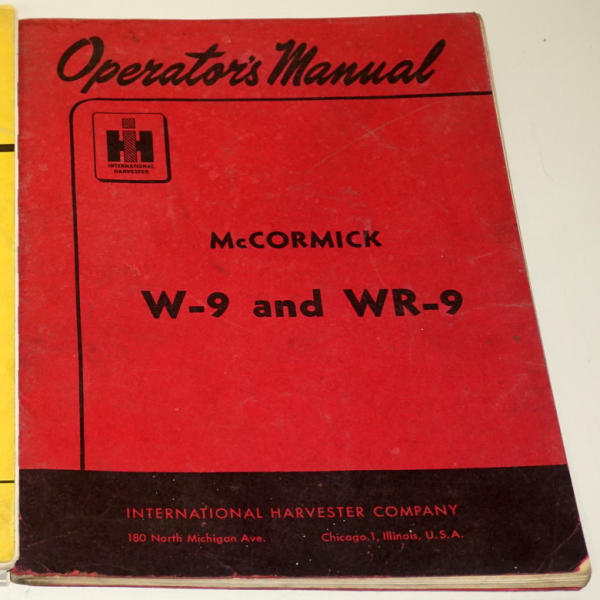 Operator's Manual
IH
INTERNATIONAL
HARVESTER
McCORMICK
W-9 and WR-9
INTERNATIONAL HARVESTER COMPANY
180 North Michigan Ave. Chicago 1, Illinois, U.S.A.